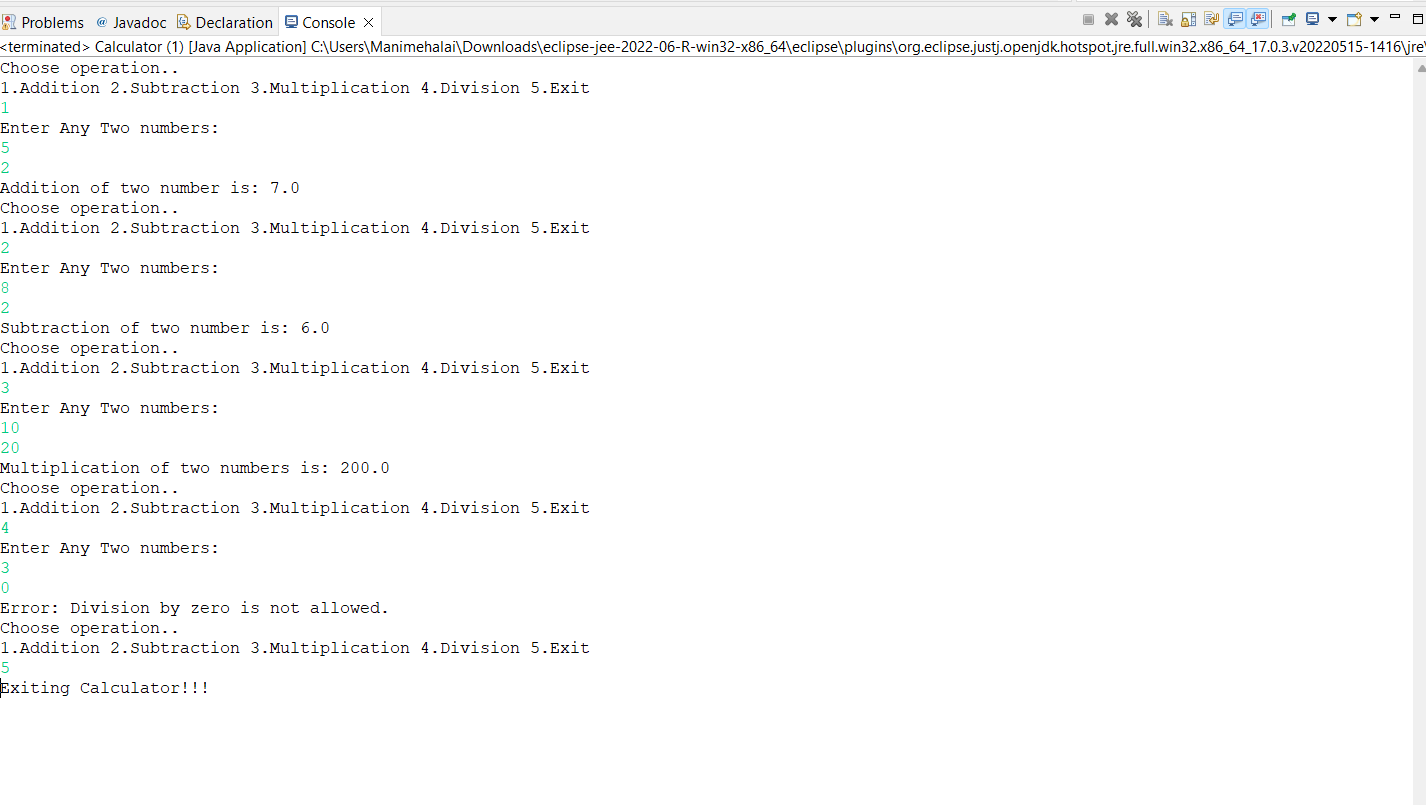 Problems @ Javadoc Declaration Console
<terminated> Calculator (1) [Java Application] C:\Users\Manimehalai\Downloads\eclipse-jee-2022-06-R-win32-x86_64\eclipse\plugins\org.eclipse.justj.openjdk.hotspot.jre.full.win32.x86_64_17.0.3.v20220515-1416\jre\
Choose operation..
1.Addition 2.Subtraction 3.Multiplication 4.Division 5.Exit
1
Enter Any Two numbers:
5
2
Addition of two number is: 7.0
Choose operation..
1.Addition 2.Subtraction 3.Multiplication 4.Division 5.Exit
2
Enter Any Two numbers:
8
2
Subtraction of two number is: 6.0
Choose operation..
1.Addition 2.Subtraction 3.Multiplication 4.Division 5.Exit
3
Enter Any Two numbers:
10
20
Multiplication of two numbers is: 200.0
Choose operation..
1.Addition 2.Subtraction 3.Multiplication 4.Division 5.Exit
4
Enter Any Two numbers:
3
0
Error: Division by zero is not allowed.
Choose operation..
1.Addition 2.Subtraction 3.Multiplication 4.Division 5.Exit
5
Exiting Calculator!!!